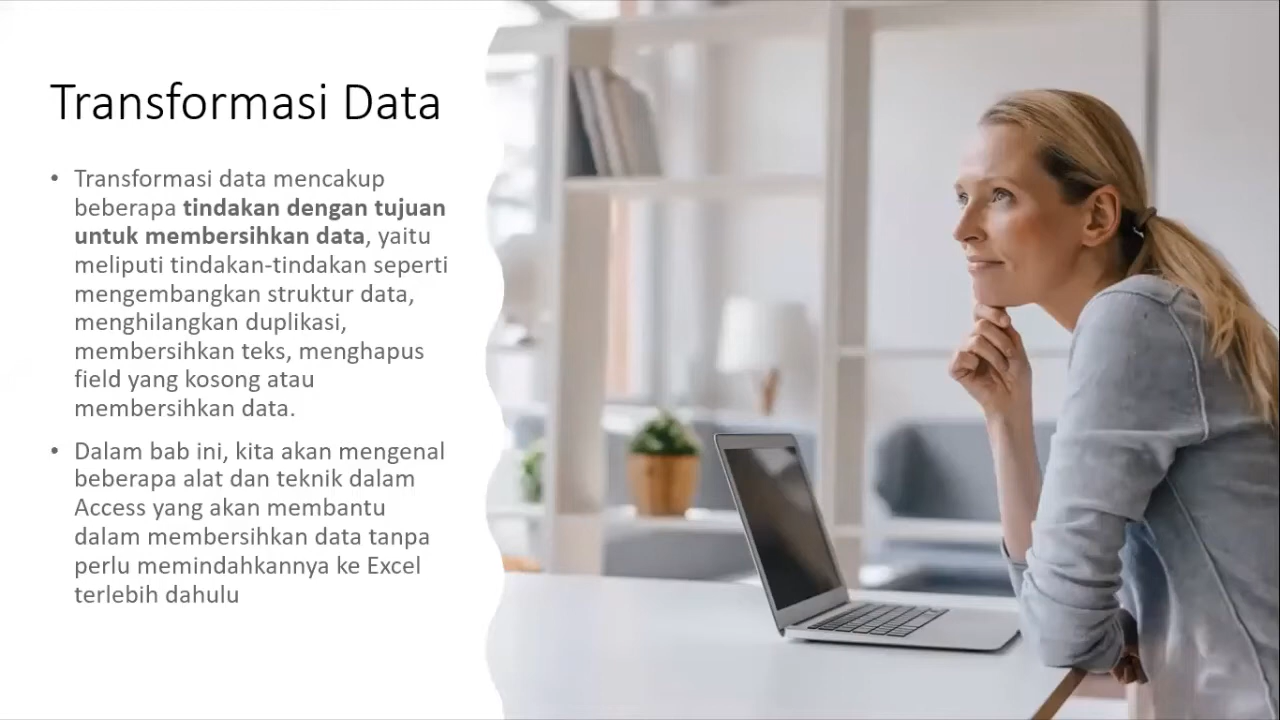 Transformasi Data
• Transformasi data mencakup
beberapa tindakan dengan tujuan
untuk membersihkan data, yaitu
meliputi tindakan-tindakan seperti
mengembangkan struktur data,
menghilangkan duplikasi,
membersihkan teks, menghapus
field yang kosong atau
membersihkan data.
• Dalam bab ini, kita akan mengenal
beberapa alat dan teknik dalam
Access yang akan membantu
dalam membersihkan data tanpa
perlu memindahkannya ke Excel
terlebih dahulu